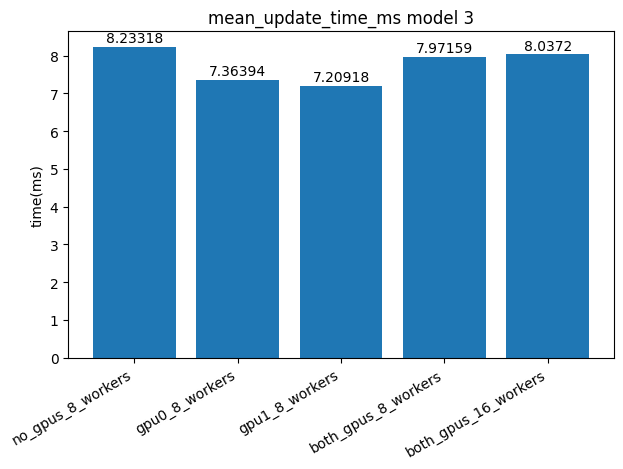 mean_update_time_ms model 3
8.23318
7.36394
7.20918
7.97159
8.0372
time(ms)
8
7
6
5
4
3
2
1
0
no_gpus_8_workers
gpu0_8_workers
gpu1_8_workers
both_gpus_8_workers
both_gpus_16_workers